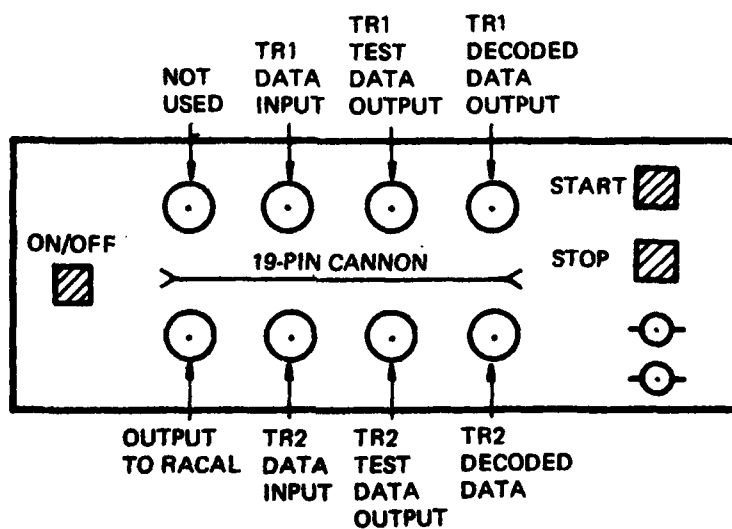 NOT
USED
TR1
DATA
INPUT
TR1
TEST
DATA
OUTPUT
TR1
DECODED
DATA
OUTPUT
ON/OFF
19-PIN CANNON
START
STOP
OUTPUT
TO RACAL
TR2
DATA
INPUT
TR2
TEST
DATA
OUTPUT
TR2
DECODED
DATA